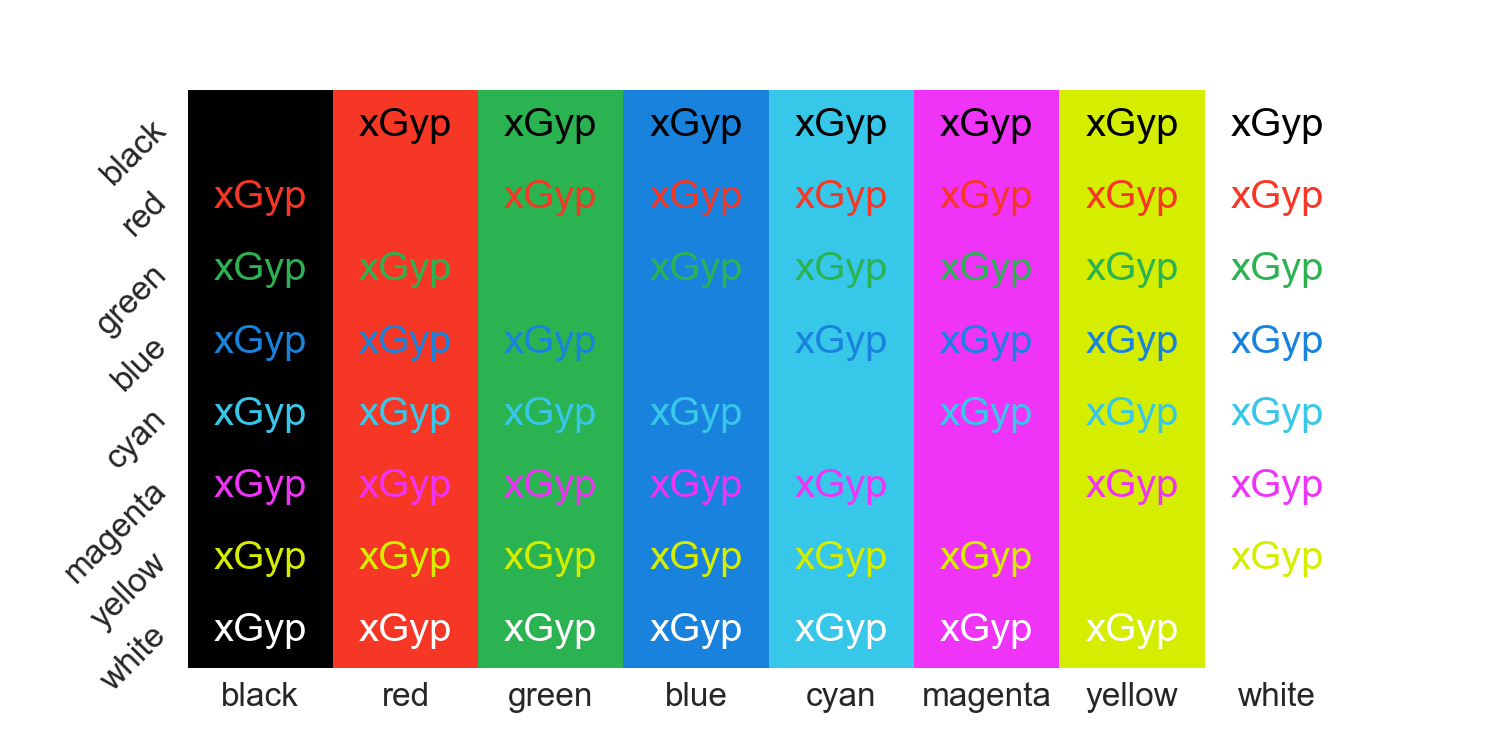 black xGyp xGyp xGyp xGyp xGyp xGyp xGyp
red xGyp xGyp xGyp xGyp xGyp xGyp xGyp
green xGyp xGyp xGyp xGyp xGyp xGyp xGyp
blue xGyp xGyp xGyp xGyp xGyp xGyp xGyp
cyan xGyp xGyp xGyp xGyp xGyp xGyp xGyp
magenta xGyp xGyp xGyp xGyp xGyp xGyp xGyp
yellow xGyp xGyp xGyp xGyp xGyp xGyp xGyp
white xGyp xGyp xGyp xGyp xGyp xGyp xGyp
black red green blue cyan magenta yellow white